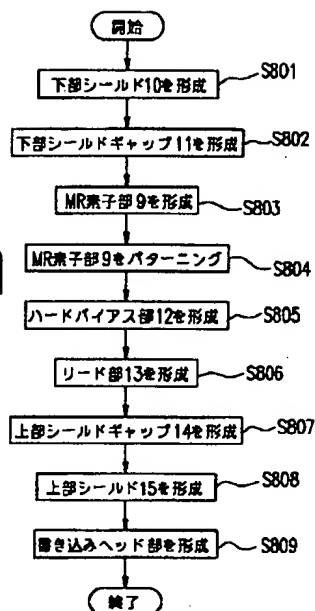 開始
下部シールド10を形成 S801
下部シールドギャップ11を形成 S802
MR素子部9を形成 S803
MR素子部9をパターニング S804
ハードバイアス部12を形成 S805
リード部13を形成 S806
上部シールドギャップ14を形成 S807
上部シールド15を形成 S808
書き込みヘッド部を形成 S809
終了